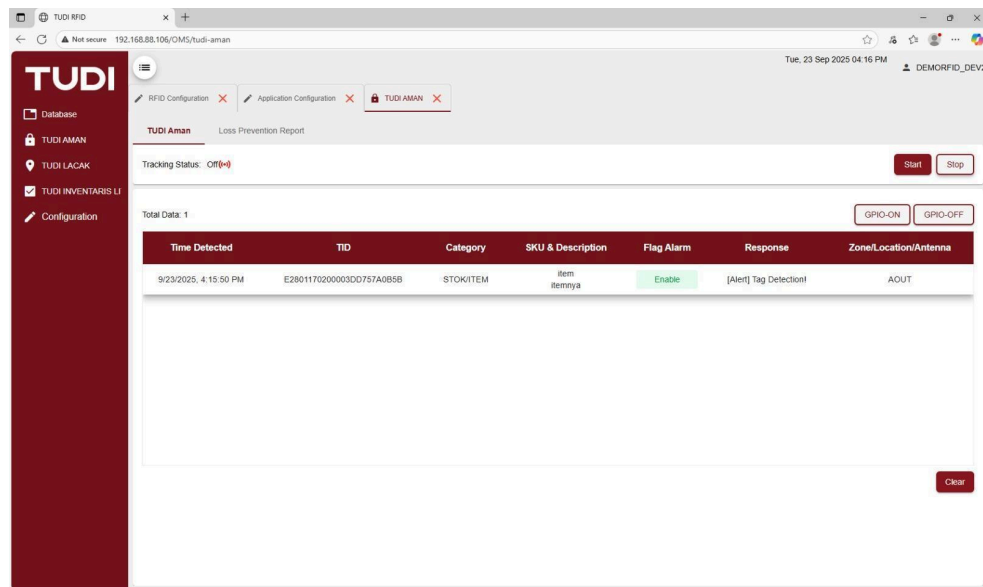 TUDI RFID
Not secure 192.168.88.106/OMS/tudi-aman
Tue, 23 Sep 2025 04:16 PM
DEMORFID_DEV2
TUDI
Database
TUDI AMAN
TUDI LACAK
TUDI INVENTARIS LI
Configuration
RFID Configuration
Application Configuration
TUDI AMAN
TUDI Aman
Loss Prevention Report
Tracking Status: Off
Start
Stop
Total Data: 1
GPIO-ON
GPIO-OFF
Time Detected TID Category SKU & Description Flag Alarm Response Zone/Location/Antenna
9/23/2025, 4:15:50 PM E2801170200003DD757A0B5B STOK/ITEM item itemnya Enable [Alert] Tag Detection! AOUT
Clear